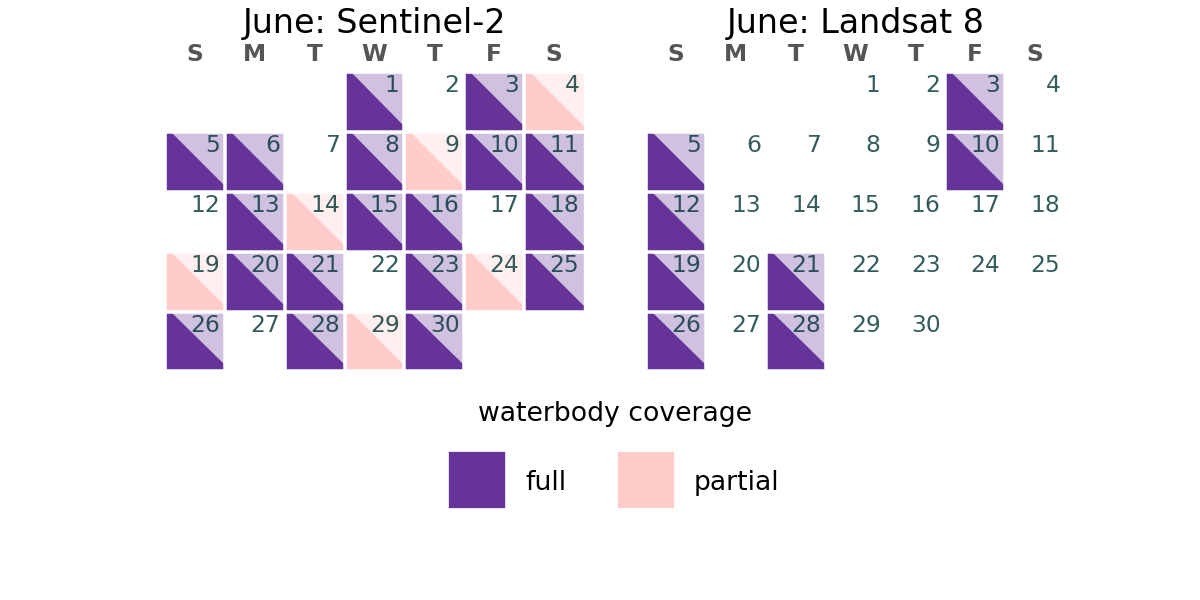 June: Sentinel-2
S M T W T F S
1 2 3 4
5 6 7 8 9 10 11
12 13 14 15 16 17 18
19 20 21 22 23 24 25
26 27 28 29 30
June: Landsat 8
S M T W T F S
1 2 3 4
5 6 7 8 9 10 11
12 13 14 15 16 17 18
19 20 21 22 23 24 25
26 27 28 29 30
waterbody coverage
full partial